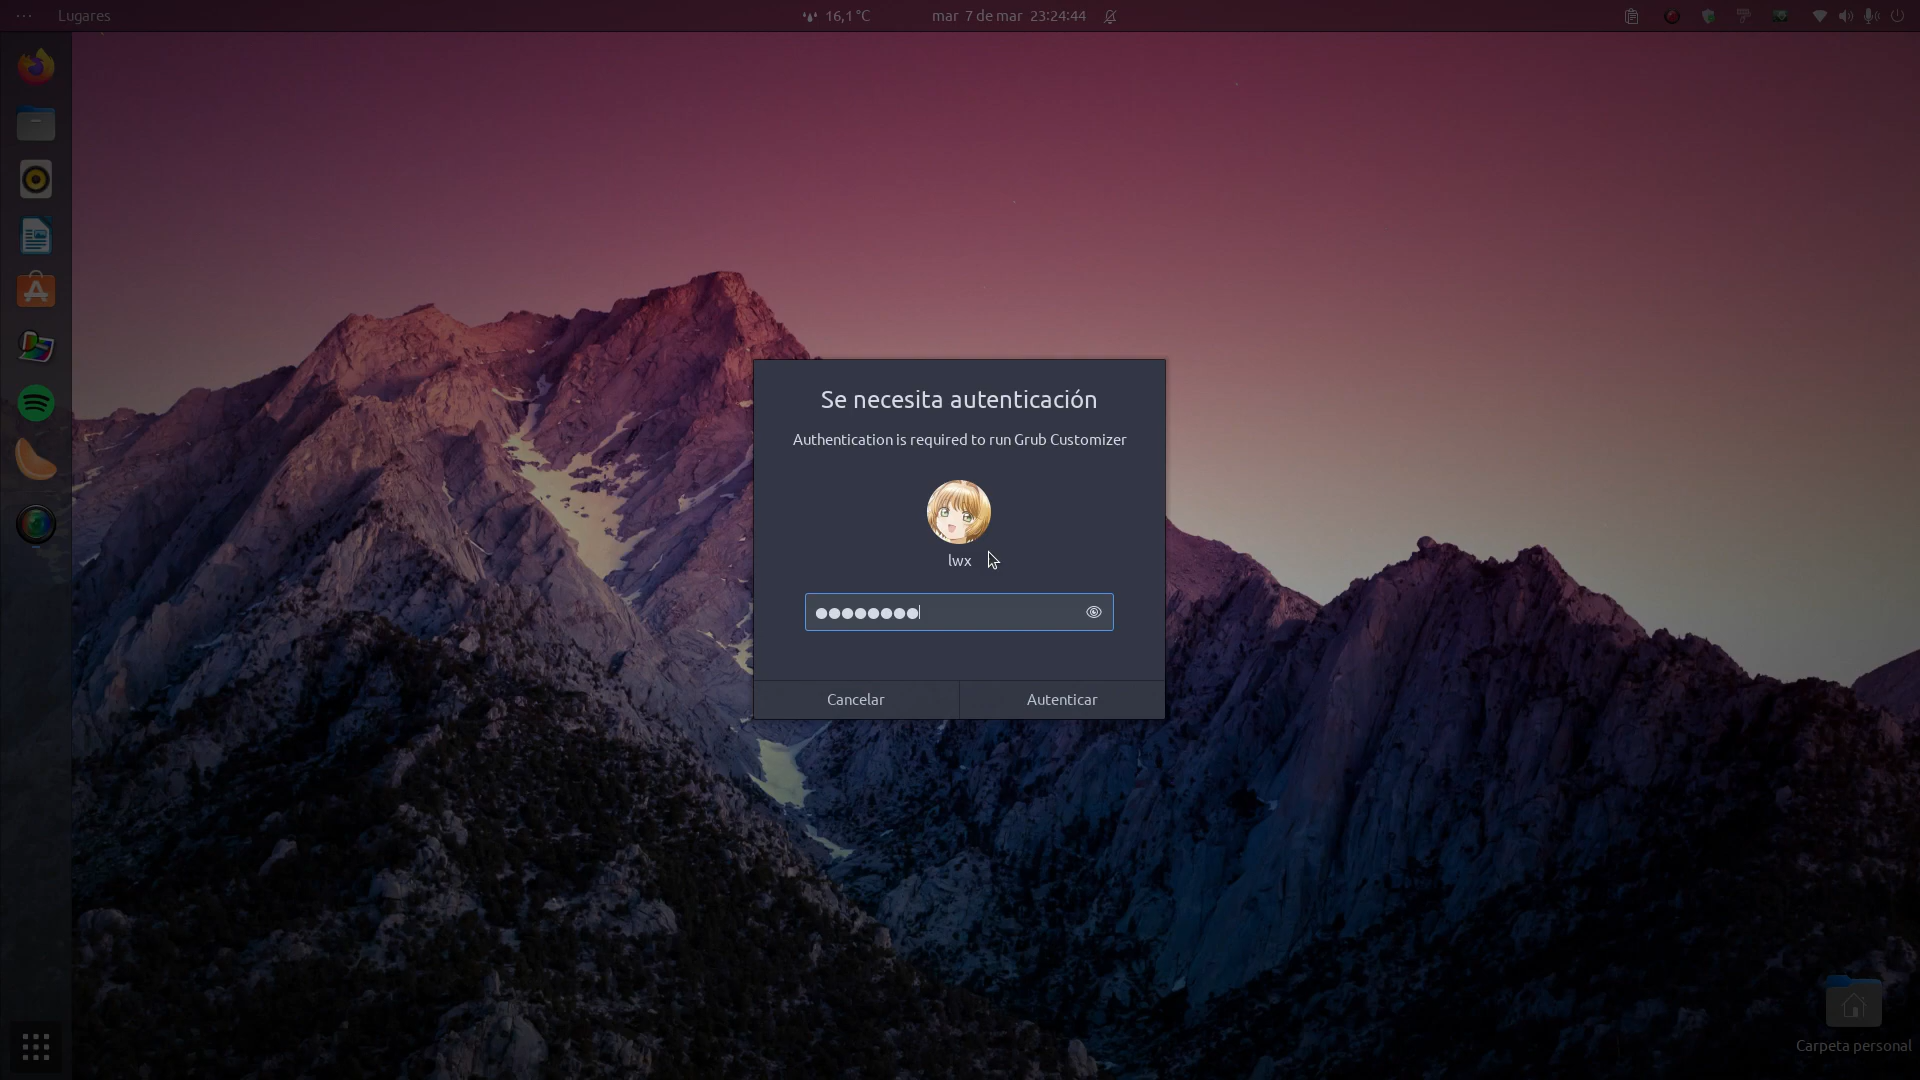 Lugares
16,1 °C
mar 7 de mar 23:24:44
Se necesita autenticación
Authentication is required to run Grub Customizer
lwx
Cancelar
Autenticar
Carpeta personal